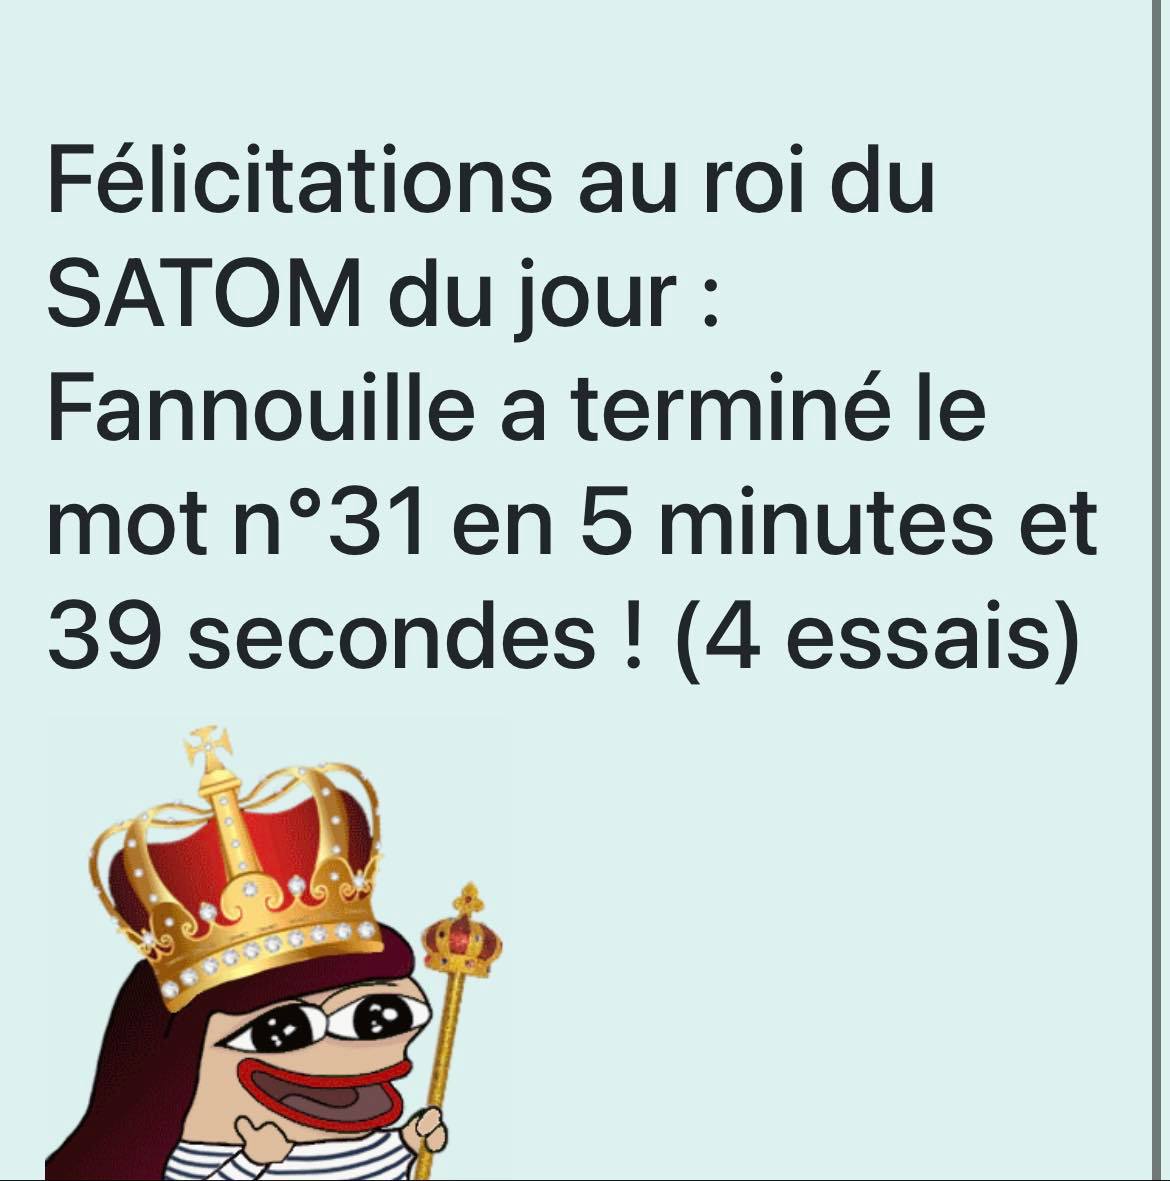 Félicitations au roi du
SATOM du jour :
Fannouille a terminé le
mot n°31 en 5 minutes et
39 secondes ! (4 essais)